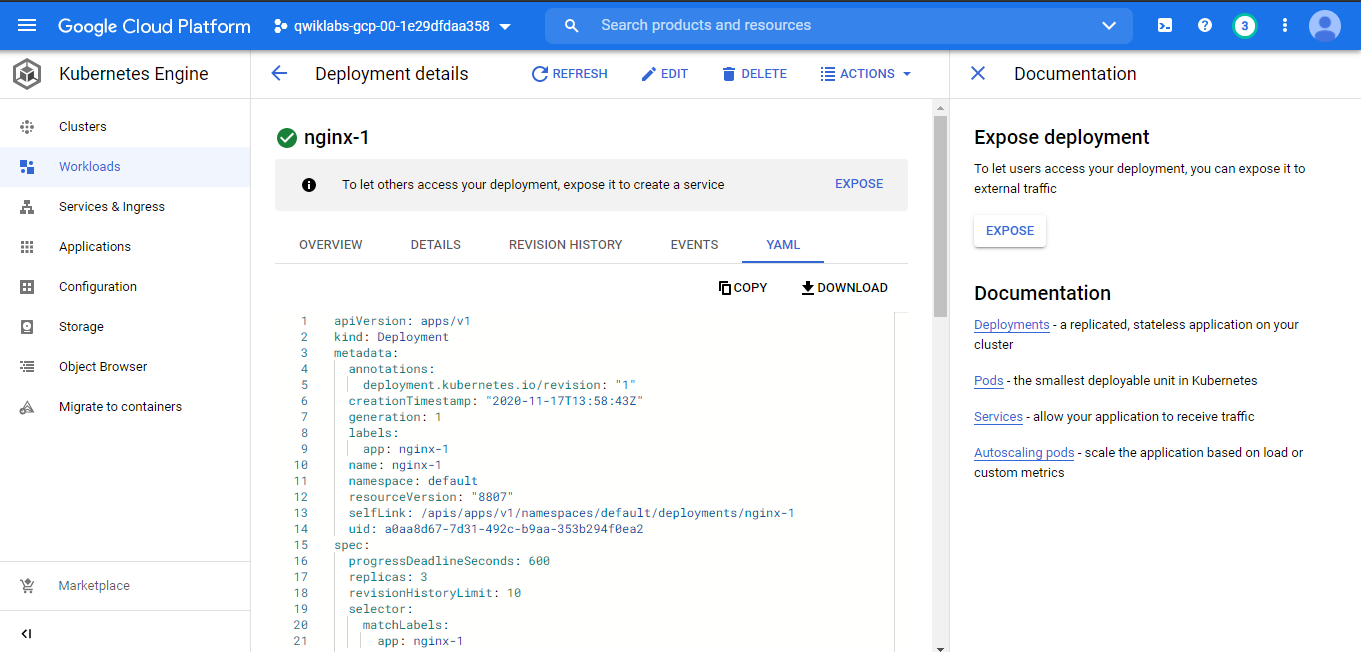 Google Cloud Platform
qwiklabs-gcp-00-1e29dfdaa358
Search products and resources
3
Kubernetes Engine
Clusters
Workloads
Services & Ingress
Applications
Configuration
Storage
Object Browser
Migrate to containers
Marketplace
Deployment details
REFRESH
EDIT
DELETE
ACTIONS
nginx-1
To let others access your deployment, expose it to create a service
EXPOSE
OVERVIEW
DETAILS
REVISION HISTORY
EVENTS
YAML
COPY
DOWNLOAD
1 apiVersion: apps/v1
2 kind: Deployment
3 metadata:
4 annotations:
5 deployment.kubernetes.io/revision: "1"
6 creationTimestamp: "2020-11-17T13:58:43Z"
7 generation: 1
8 labels:
9 app: nginx-1
10 name: nginx-1
11 namespace: default
12 resourceVersion: "8807"
13 selfLink: /apis/apps/v1/namespaces/default/deployments/nginx-1
14 uid: a0aa8d67-7d31-492c-b9aa-353b294f0ea2
15 spec:
16 progressDeadlineSeconds: 600
17 replicas: 3
18 revisionHistoryLimit: 10
19 selector:
20 matchLabels:
21 app: nginx-1
Documentation
Expose deployment
To let users access your deployment, you can expose it to
external traffic
EXPOSE
Documentation
Deployments - a replicated, stateless application on your
cluster
Pods - the smallest deployable unit in Kubernetes
Services - allow your application to receive traffic
Autoscaling pods - scale the application based on load or
custom metrics